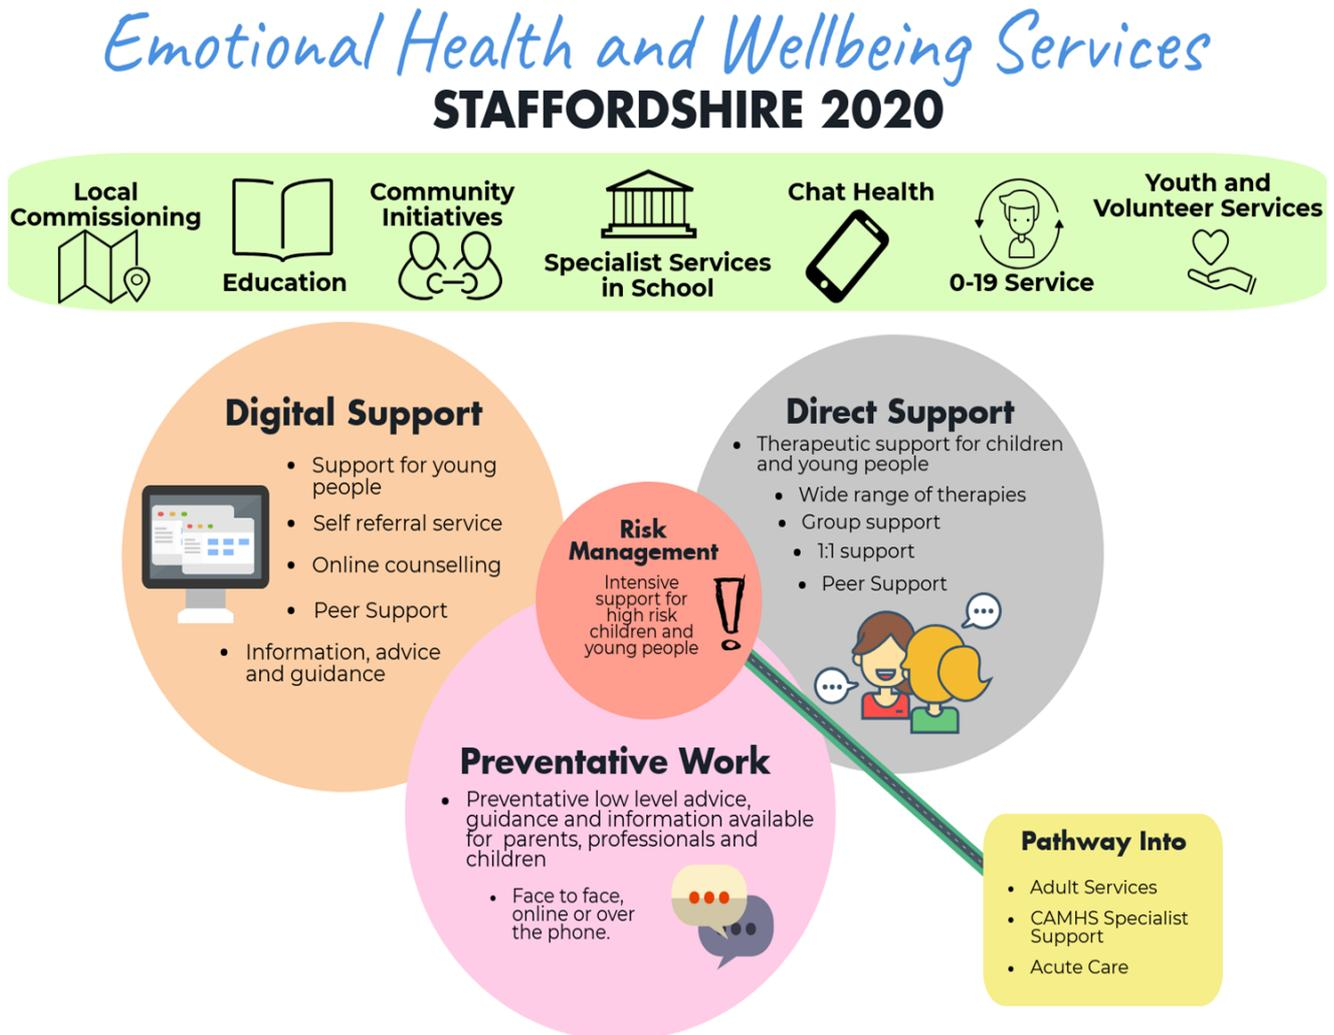 Emotional Health and Wellbeing Services
STAFFORDSHIRE 2020
Local
Commissioning
Education
Community
Initiatives
Specialist Services
in School
Chat Health
0-19 Service
Youth and
Volunteer Services
Digital Support
• Support for young
people
• Self referral service
• Online counselling
• Peer Support
• Information, advice
and guidance
Risk
Management
Intensive
support for
high risk
children and
young people
!
Direct Support
• Therapeutic support for children
and young people
• Wide range of therapies
• Group support
• 1:1 support
• Peer Support
Preventative Work
• Preventative low level advice,
guidance and information available
for parents, professionals and
children
• Face to face,
online or over
the phone.
Pathway Into
• Adult Services
• CAMHS Specialist
Support
• Acute Care